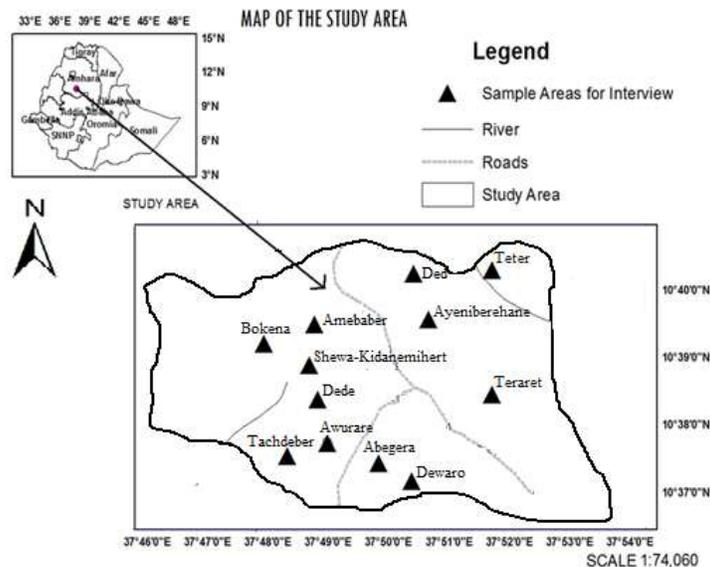 MAP OF THE STUDY AREA
33°E 36°E 39°E 42°E 45°E 48°E
15°N
12°N
9°N
6°N
3°N
Tigray
Afar
Amhara
Addis Ababa
Gambella
Oromia
Somali
SNNP
Legend
Sample Areas for Interview
River
Roads
Study Area
N
STUDY AREA
Ded
Teter
Ayeniberehane
Amebaber
Bokena
Shewa-Kidanemihert
Dede
Teraret
Awurare
Tachdeber
Abegera
Dewaro
10°40'0"N
10°39'0"N
10°38'0"N
10°37'0"N
37°46'0"E 37°47'0"E 37°48'0"E 37°49'0"E 37°50'0"E 37°51'0"E 37°52'0"E 37°53'0"E 37°54'0"E
SCALE 1:74,060